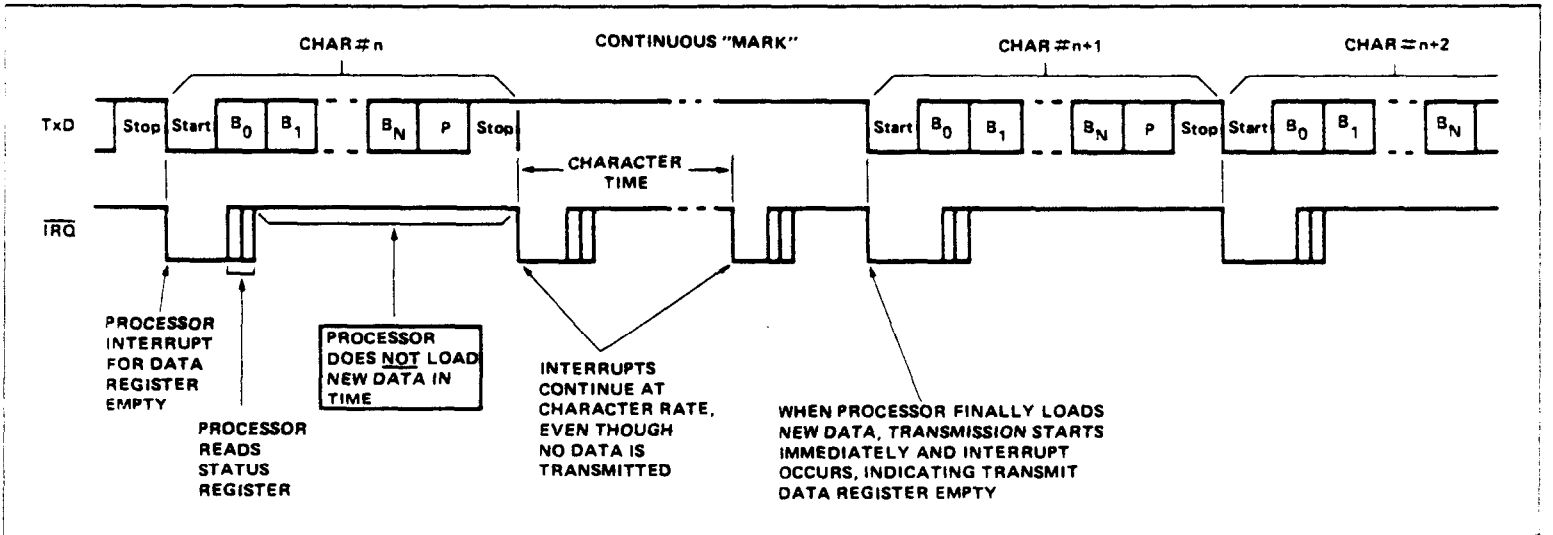 CHAR#n
CONTINUOUS "MARK"
CHAR#n+1
CHAR#n+2
TxD
Stop Start B0 B1 BN P Stop Start B0 B1 BN P Stop Start B0 B1 BN
CHARACTER
TIME
IRQ
PROCESSOR
INTERRUPT
FOR DATA
REGISTER
EMPTY
PROCESSOR
READS
STATUS
REGISTER
PROCESSOR
DOES NOT LOAD
NEW DATA IN
TIME
INTERRUPTS
CONTINUE AT
CHARACTER RATE,
EVEN THOUGH
NO DATA IS
TRANSMITTED
WHEN PROCESSOR FINALLY LOADS
NEW DATA, TRANSMISSION STARTS
IMMEDIATELY AND INTERRUPT
OCCURS, INDICATING TRANSMIT
DATA REGISTER EMPTY